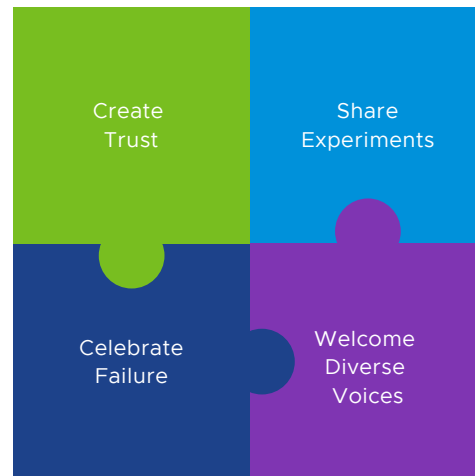 Create
Trust
Share
Experiments
Celebrate
Failure
Welcome
Diverse
Voices